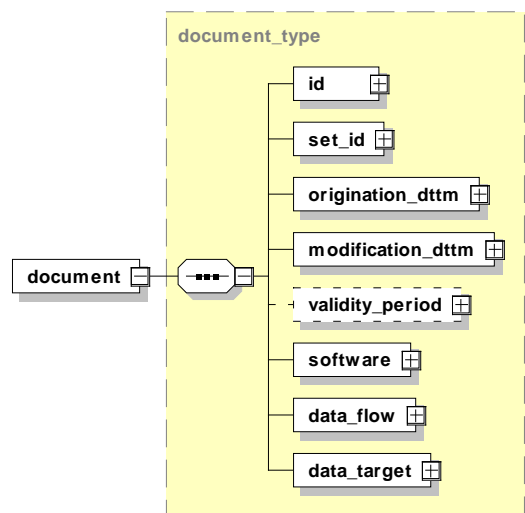 document_type
id
set_id
origination_dttm
modification_dttm
document
validity_period
software
data_flow
data_target